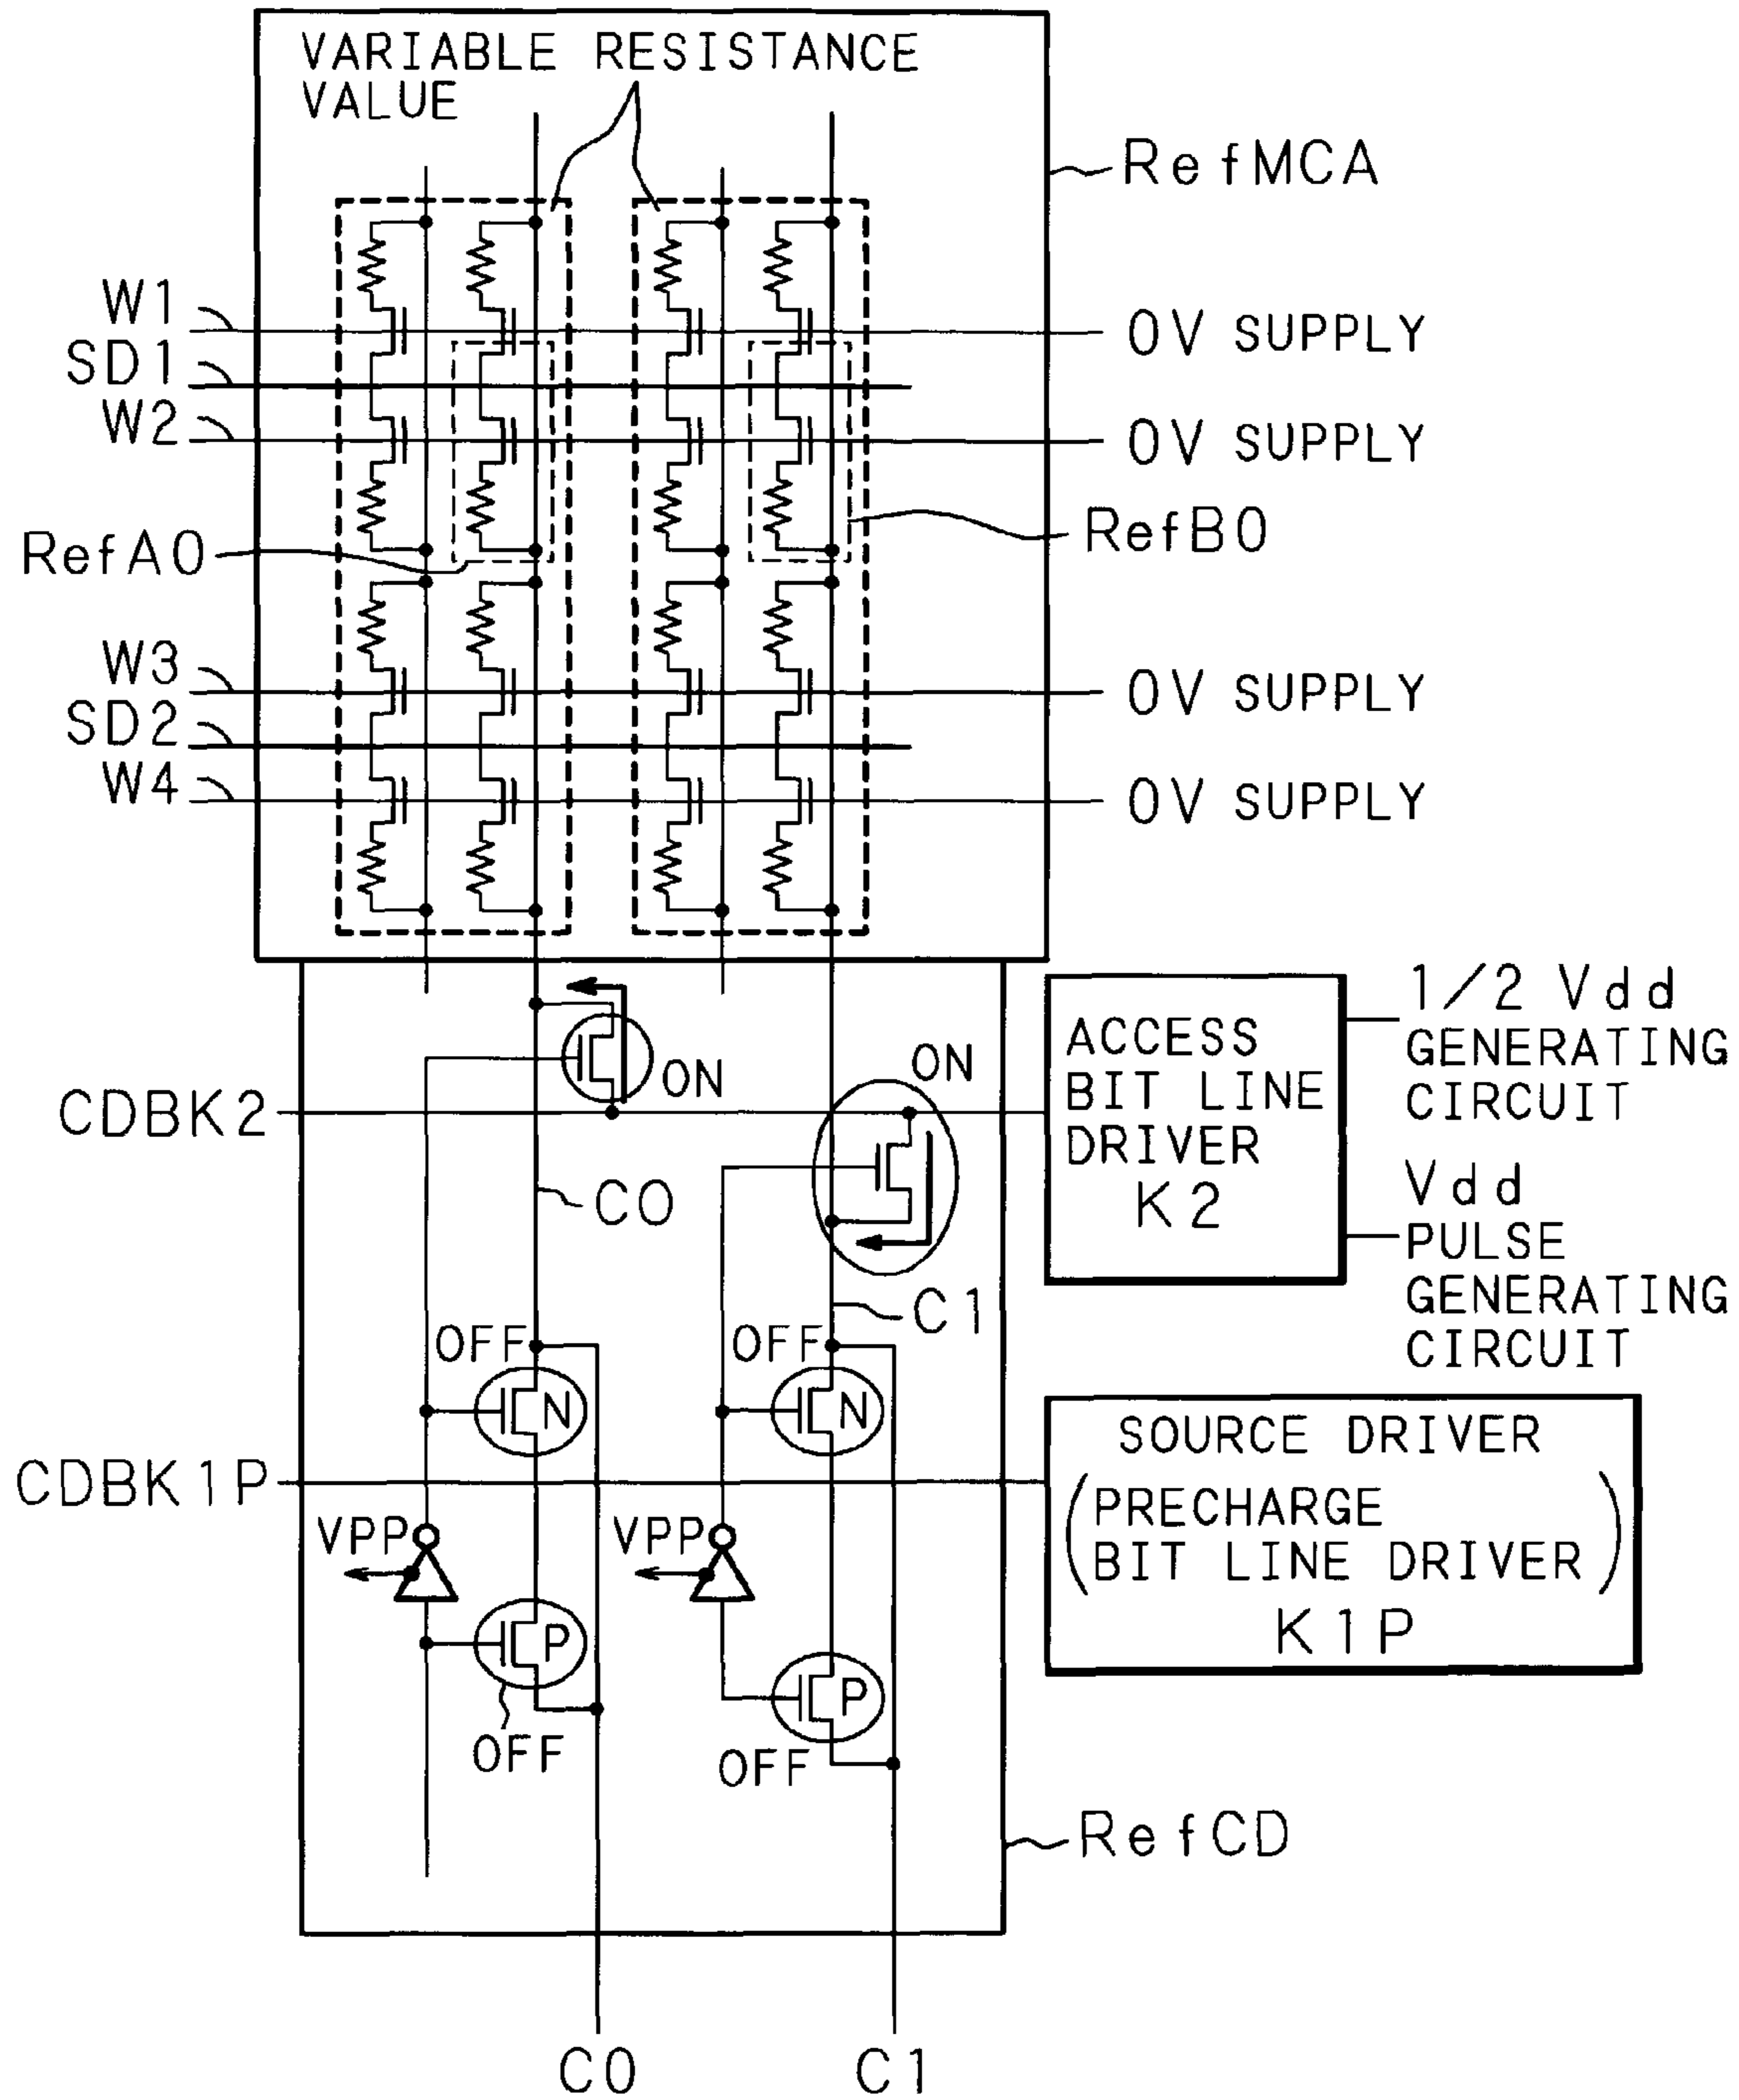 VARIABLE RESISTANCE
VALUE
RefMCA
W1
0V SUPPLY
SD1
W2
0V SUPPLY
RefA0
RefB0
W3
0V SUPPLY
SD2
W4
0V SUPPLY
1/2 Vdd
GENERATING
CIRCUIT
ACCESS
BIT LINE
DRIVER
K2
ON
ON
CDBK2
C0
Vdd
PULSE
GENERATING
CIRCUIT
C1
OFF
OFF
N
N
SOURCE DRIVER
(PRECHARGE
BIT LINE DRIVER)
K1P
CDBK1P
VPP
VPP
P
P
OFF
OFF
RefCD
C0
C1